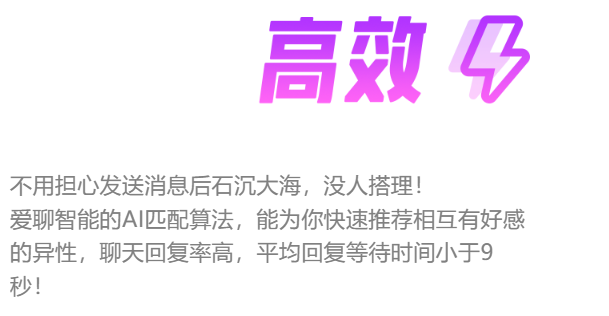 高效
不用担心发送消息后石沉大海，没人搭理！
爱聊智能的AI匹配算法，能为你快速推荐相互有好感
的异性，聊天回复率高，平均回复等待时间小于9
秒！